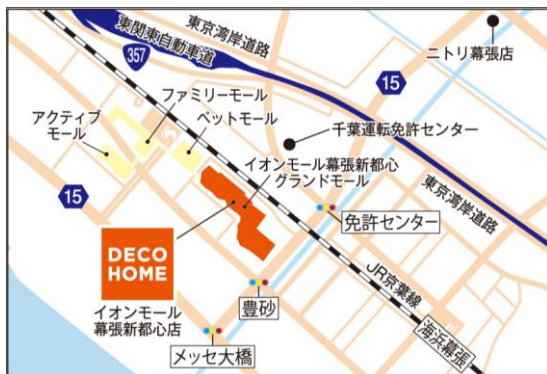 東京湾岸道路
東関東自動車道
357
ニトリ幕張店
15
ファミリーモール
アクティブ
モール
ペットモール
千葉運転免許センター
イオンモール幕張新都心
グランドモール
東京湾岸道路
15
免許センター
DECO
HOME
JR京葉線
イオンモール
幕張新都心店
豊砂
海浜幕張
メッセ大橋